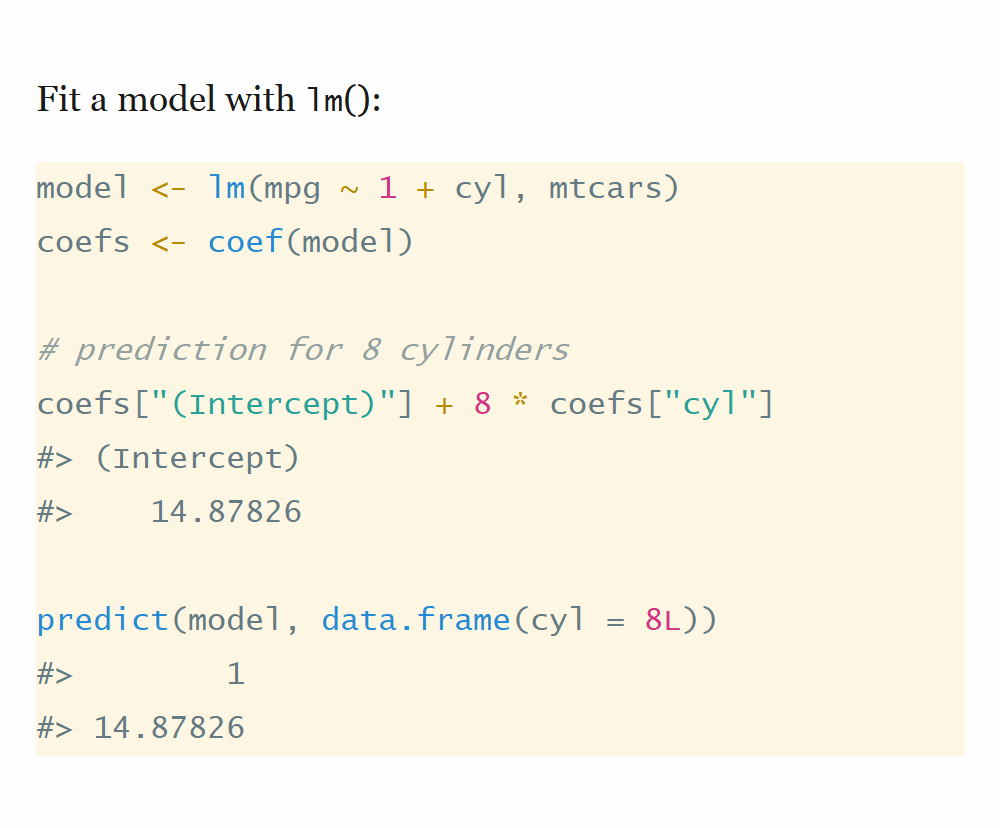 Fit a model with lm():
model <- lm(mpg ~ 1 + cyl, mtcars)
coefs <- coef(model)
# prediction for 8 cylinders
coefs["(Intercept)"] + 8 * coefs["cyl"]
#> (Intercept)
#>    14.87826
predict(model, data.frame(cyl = 8L))
#>        1
#> 14.87826